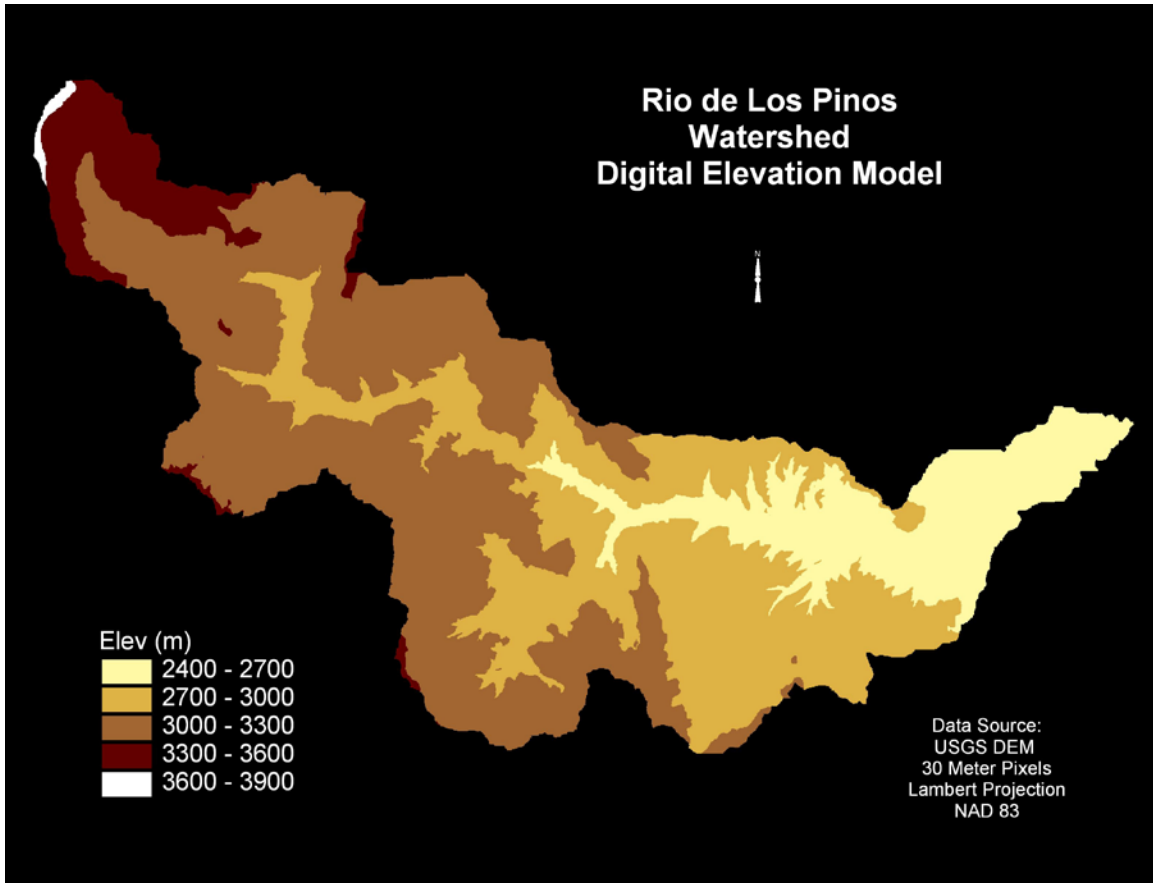 Rio de Los Pinos
Watershed
Digital Elevation Model
N
Elev (m)
2400 - 2700
2700 - 3000
3000 - 3300
3300 - 3600
3600 - 3900
Data Source:
USGS DEM
30 Meter Pixels
Lambert Projection
NAD 83